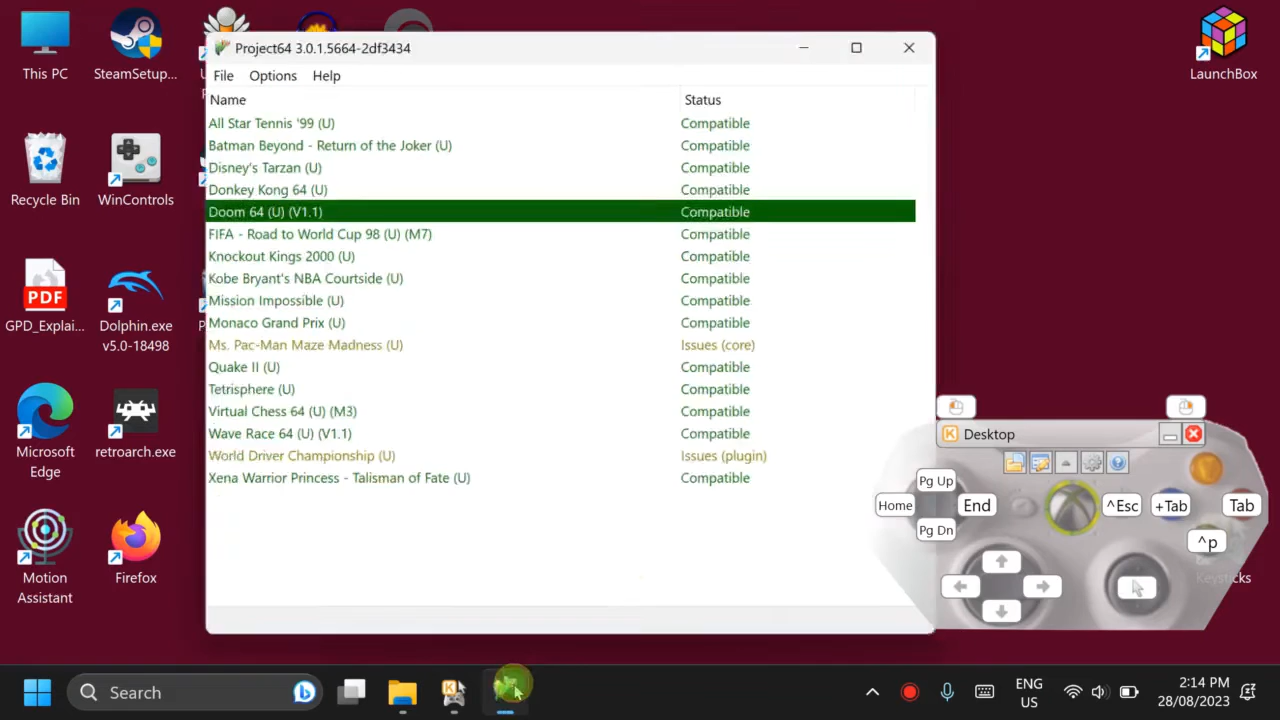 This PC
SteamSetup...
Recycle Bin
WinControls
PDF
GPD_Explai...
Dolphin.exe
v5.0-18498
Microsoft
Edge
retroarch.exe
Motion
Assistant
Firefox
LaunchBox
Project64 3.0.1.5664-2df3434
File Options Help
Name Status
All Star Tennis '99 (U) Compatible
Batman Beyond - Return of the Joker (U) Compatible
Disney's Tarzan (U) Compatible
Donkey Kong 64 (U) Compatible
Doom 64 (U) (V1.1) Compatible
FIFA - Road to World Cup 98 (U) (M7) Compatible
Knockout Kings 2000 (U) Compatible
Kobe Bryant's NBA Courtside (U) Compatible
Mission Impossible (U) Compatible
Monaco Grand Prix (U) Compatible
Ms. Pac-Man Maze Madness (U) Issues (core)
Quake II (U) Compatible
Tetrisphere (U) Compatible
Virtual Chess 64 (U) (M3) Compatible
Wave Race 64 (U) (V1.1) Compatible
World Driver Championship (U) Issues (plugin)
Xena Warrior Princess - Talisman of Fate (U) Compatible
K Desktop
Pg Up
Home End ^Esc +Tab Tab
Pg Dn ^p
Keysticks
Search
ENG
US
2:14 PM
28/08/2023